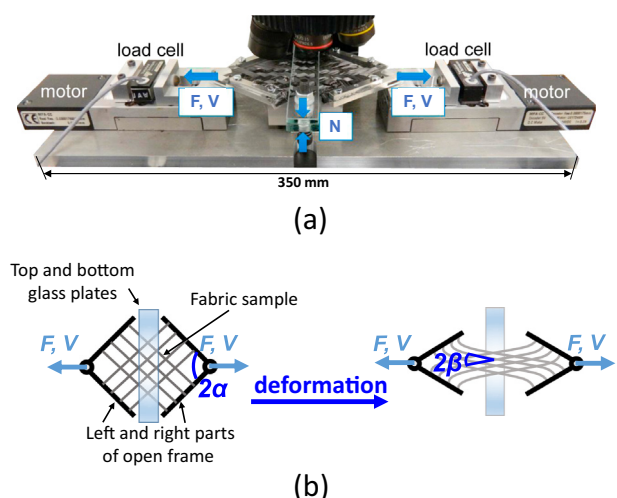 load cell
load cell
motor
motor
F, V
F, V
N
350 mm
(a)
Top and bottom
glass plates
Fabric sample
F, V
F, V
2α
deformation
F, V
F, V
2β
Left and right parts
of open frame
(b)